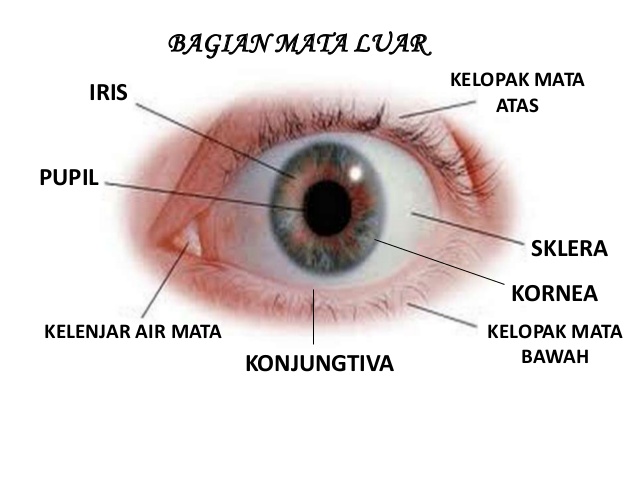 BAGIAN MATA LUAR
IRIS
KELOPAK MATA
ATAS
PUPIL
SKLERA
KORNEA
KELENJAR AIR MATA
KELOPAK MATA
BAWAH
KONJUNGTIVA